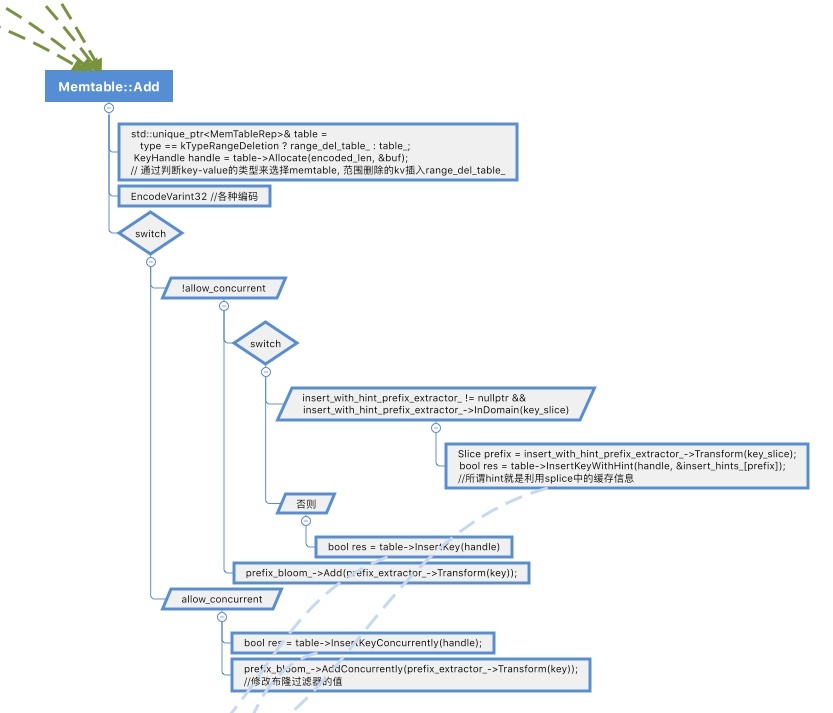 Memtable::Add
std::unique_ptr<MemTableRep>& table =
type == kTypeRangeDeletion ? range_del_table_ : table_;
KeyHandle handle = table->Allocate(encoded_len, &buf);
// 通过判断key-value的类型来选择memtable, 范围删除的kv插入range_del_table_
EncodeVarint32 //各种编码
switch
!allow_concurrent
switch
insert_with_hint_prefix_extractor_ != nullptr &&
insert_with_hint_prefix_extractor_->InDomain(key_slice)
Slice prefix = insert_with_hint_prefix_extractor_->Transform(key_slice);
bool res = table->InsertKeyWithHint(handle, &insert_hints_[prefix]);
//所谓hint就是利用splice中的缓存信息
否则
bool res = table->InsertKey(handle)
prefix_bloom_->Add(prefix_extractor_->Transform(key));
allow_concurrent
bool res = table->InsertKeyConcurrently(handle);
prefix_bloom_->AddConcurrently(prefix_extractor_->Transform(key));
//修改布隆过滤器的值